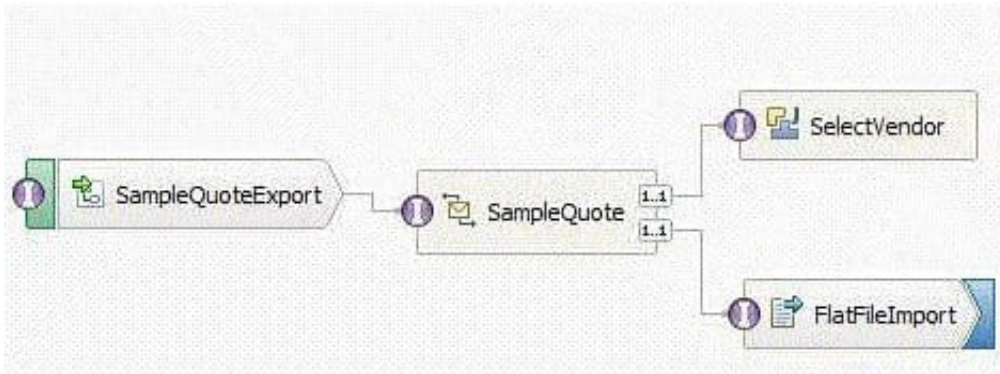 SampleQuoteExport
SampleQuote
1..1
1..1
SelectVendor
FlatFileImport